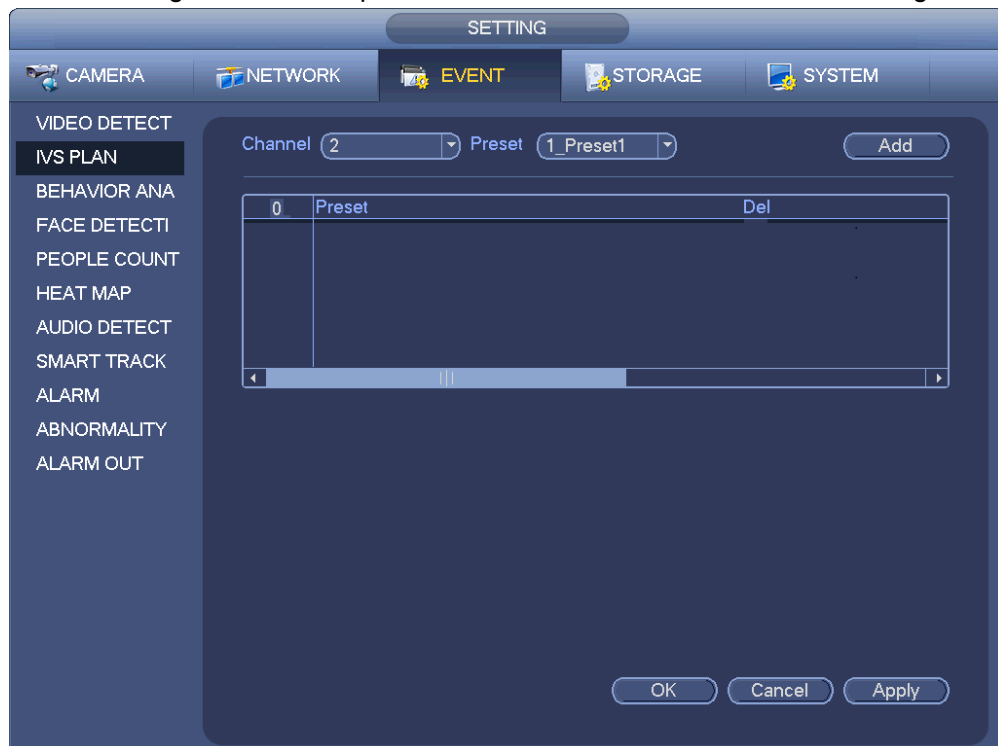 SETTING
CAMERA NETWORK EVENT STORAGE SYSTEM
VIDEO DETECT
IVS PLAN
BEHAVIOR ANA
FACE DETECTI
PEOPLE COUNT
HEAT MAP
AUDIO DETECT
SMART TRACK
ALARM
ABNORMALITY
ALARM OUT
Channel 2 Preset 1_Preset1 Add
0 Preset Del
OK Cancel Apply